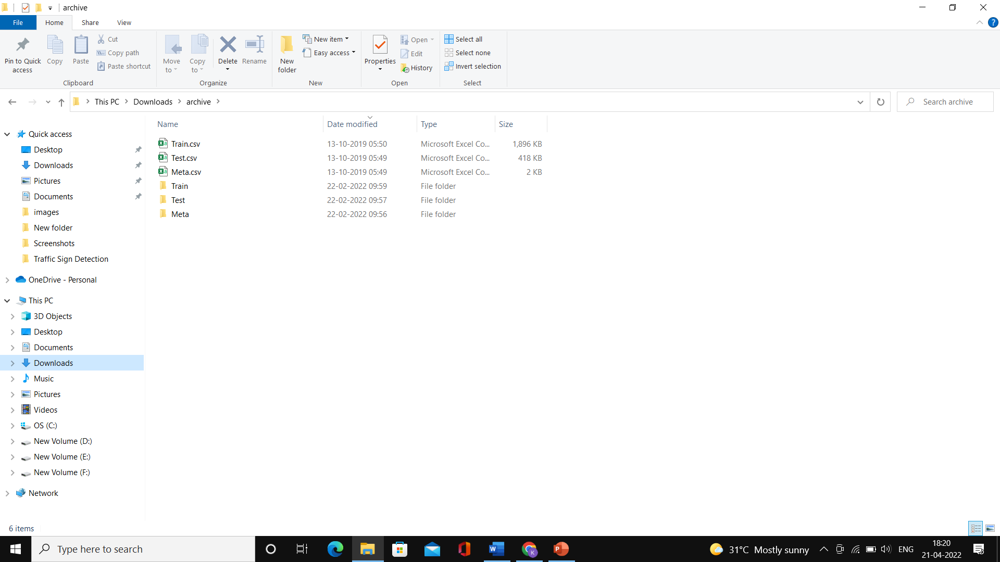 archive
File Home Share View
Pin to Quick access
Copy
Paste
Cut
Copy path
Paste shortcut
Clipboard
Move to
Copy to
Delete
Rename
Organize
New folder
New item
Easy access
New
Properties
Open
Edit
History
Open
Select all
Select none
Invert selection
Select
This PC Downloads archive
Search archive
Name Date modified Type Size
Train.csv 13-10-2019 05:50 Microsoft Excel Co... 1,896 KB
Test.csv 13-10-2019 05:49 Microsoft Excel Co... 418 KB
Meta.csv 13-10-2019 05:49 Microsoft Excel Co... 2 KB
Train 22-02-2022 09:59 File folder
Test 22-02-2022 09:57 File folder
Meta 22-02-2022 09:56 File folder
Quick access
Desktop
Downloads
Pictures
Documents
images
New folder
Screenshots
Traffic Sign Detection
OneDrive - Personal
This PC
3D Objects
Desktop
Documents
Downloads
Music
Pictures
Videos
OS (C:)
New Volume (D:)
New Volume (E:)
New Volume (F:)
Network
6 items
Type here to search
31°C Mostly sunny
ENG
18:20
21-04-2022